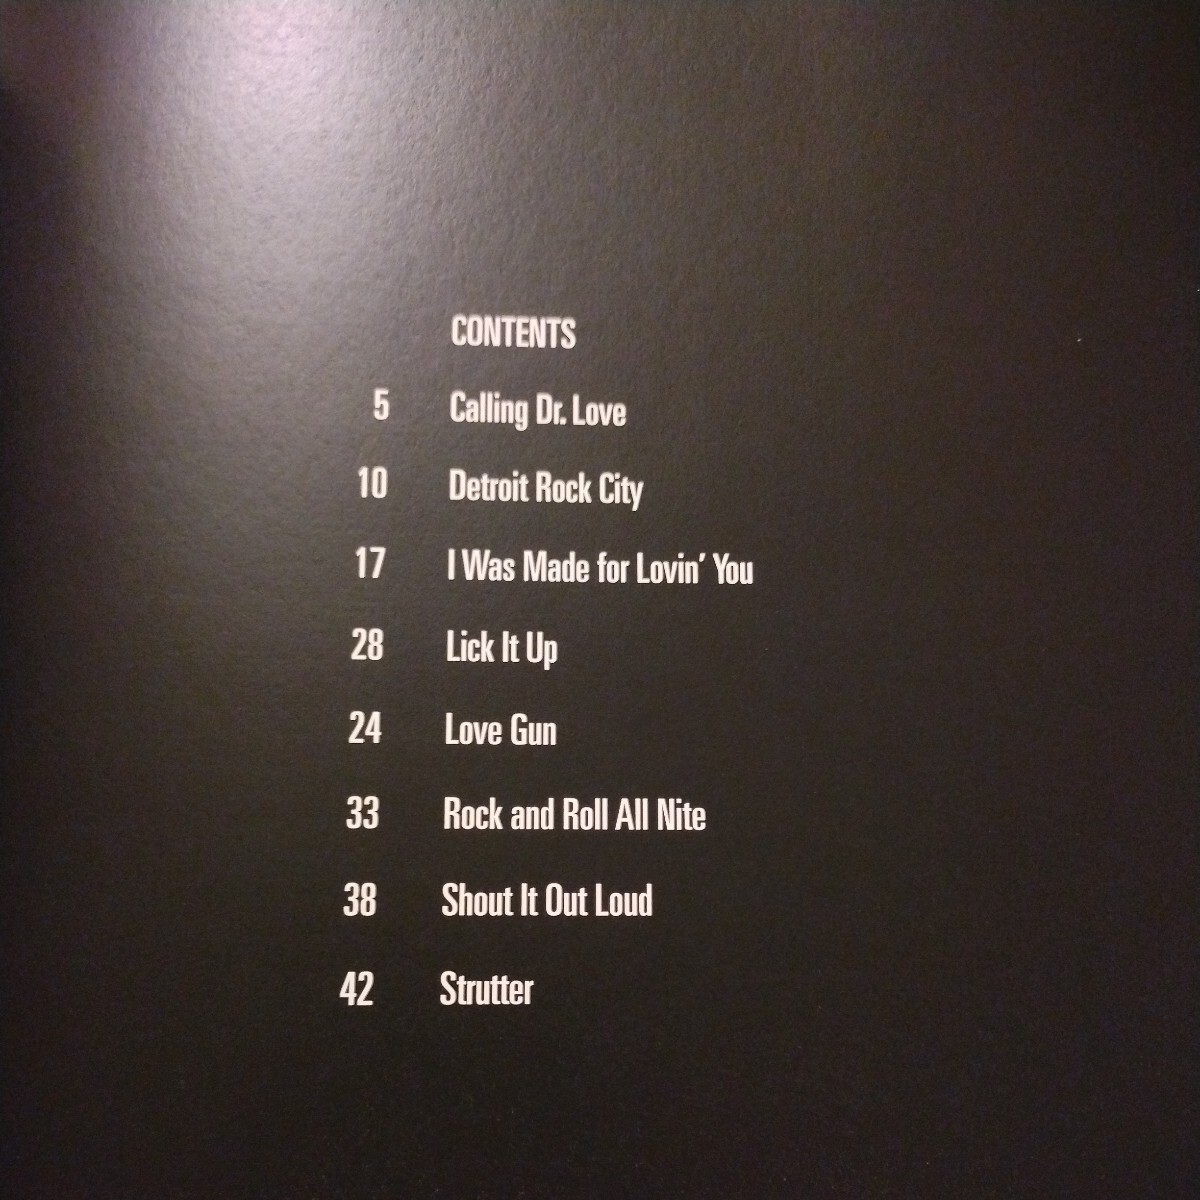 CONTENTS
5 Calling Dr. Love
10 Detroit Rock City
17 I Was Made for Lovin' You
28 Lick It Up
24 Love Gun
33 Rock and Roll All Nite
38 Shout It Out Loud
42 Strutter